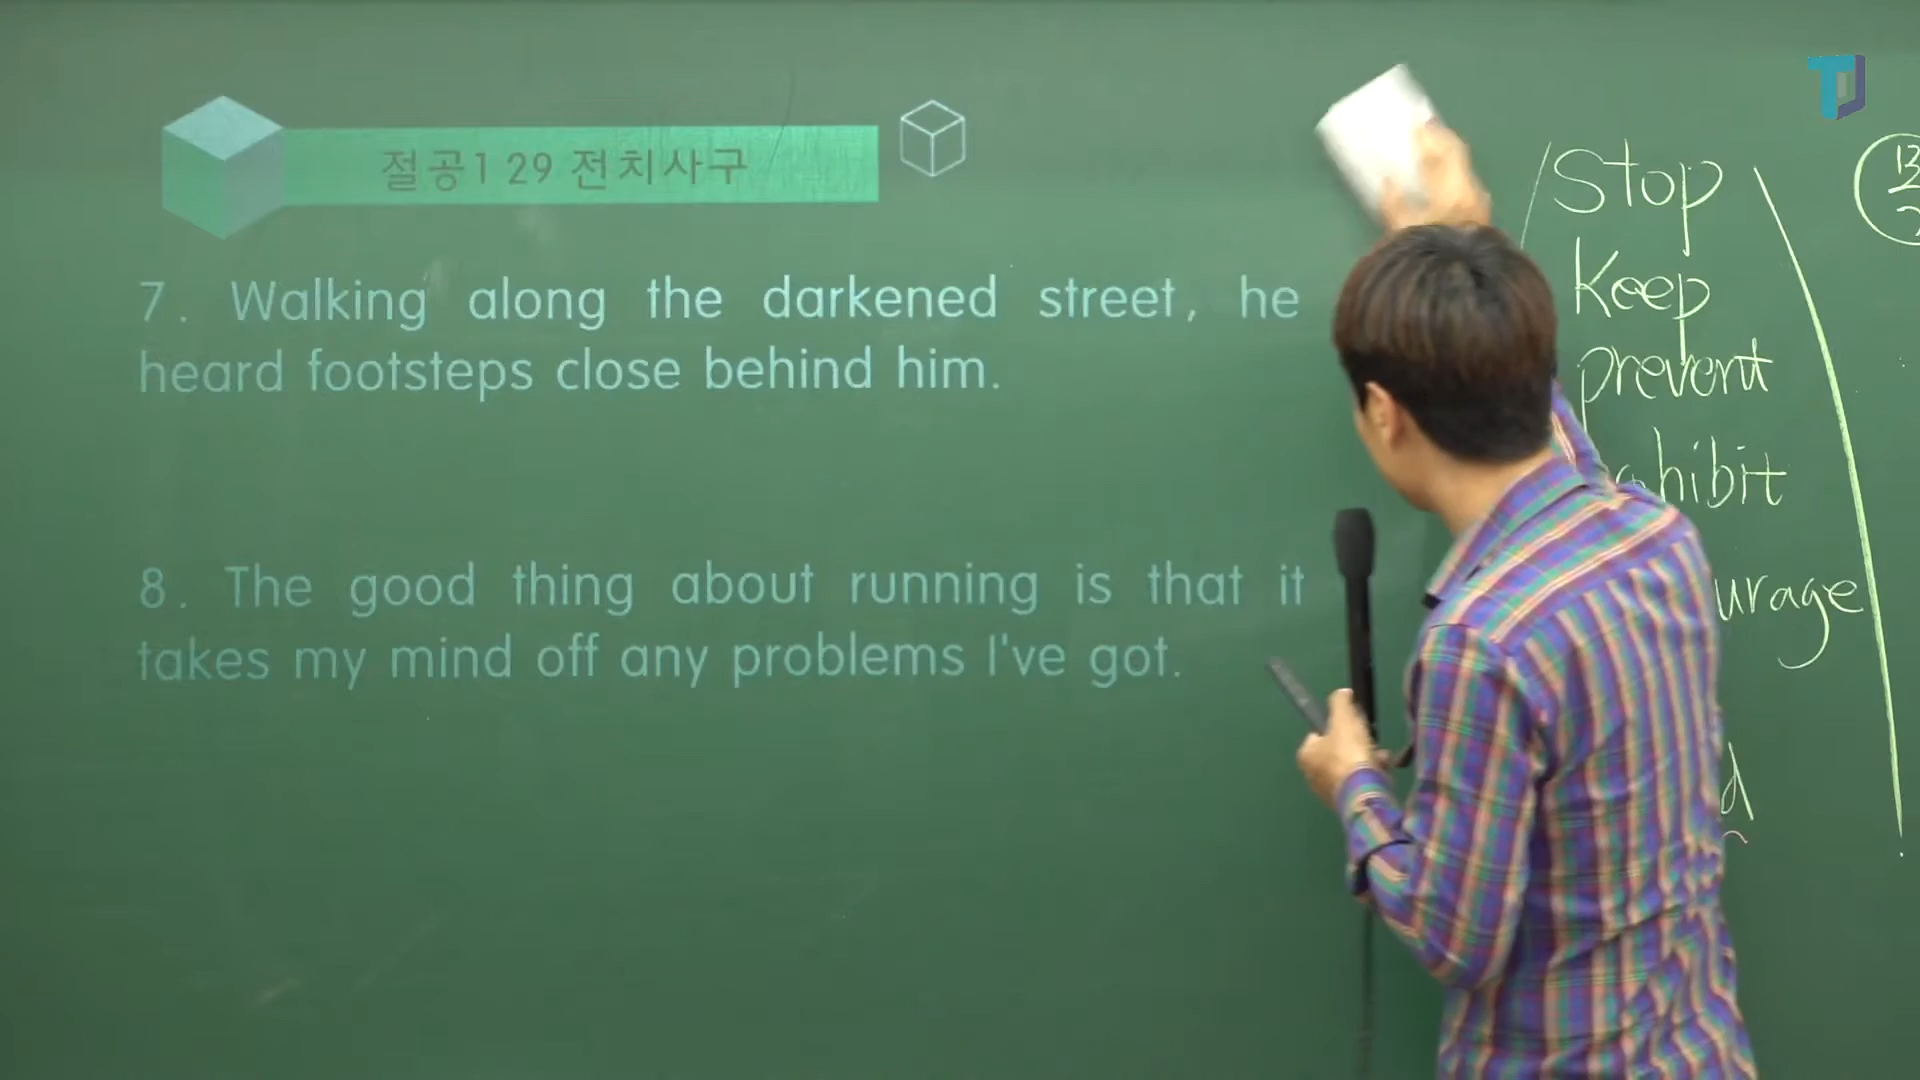 절공1 29 전치사구
7. Walking along the darkened street, he
heard footsteps close behind him.
8. The good thing about running is that it
takes my mind off any problems I've got.
Stop
Keep
prevent